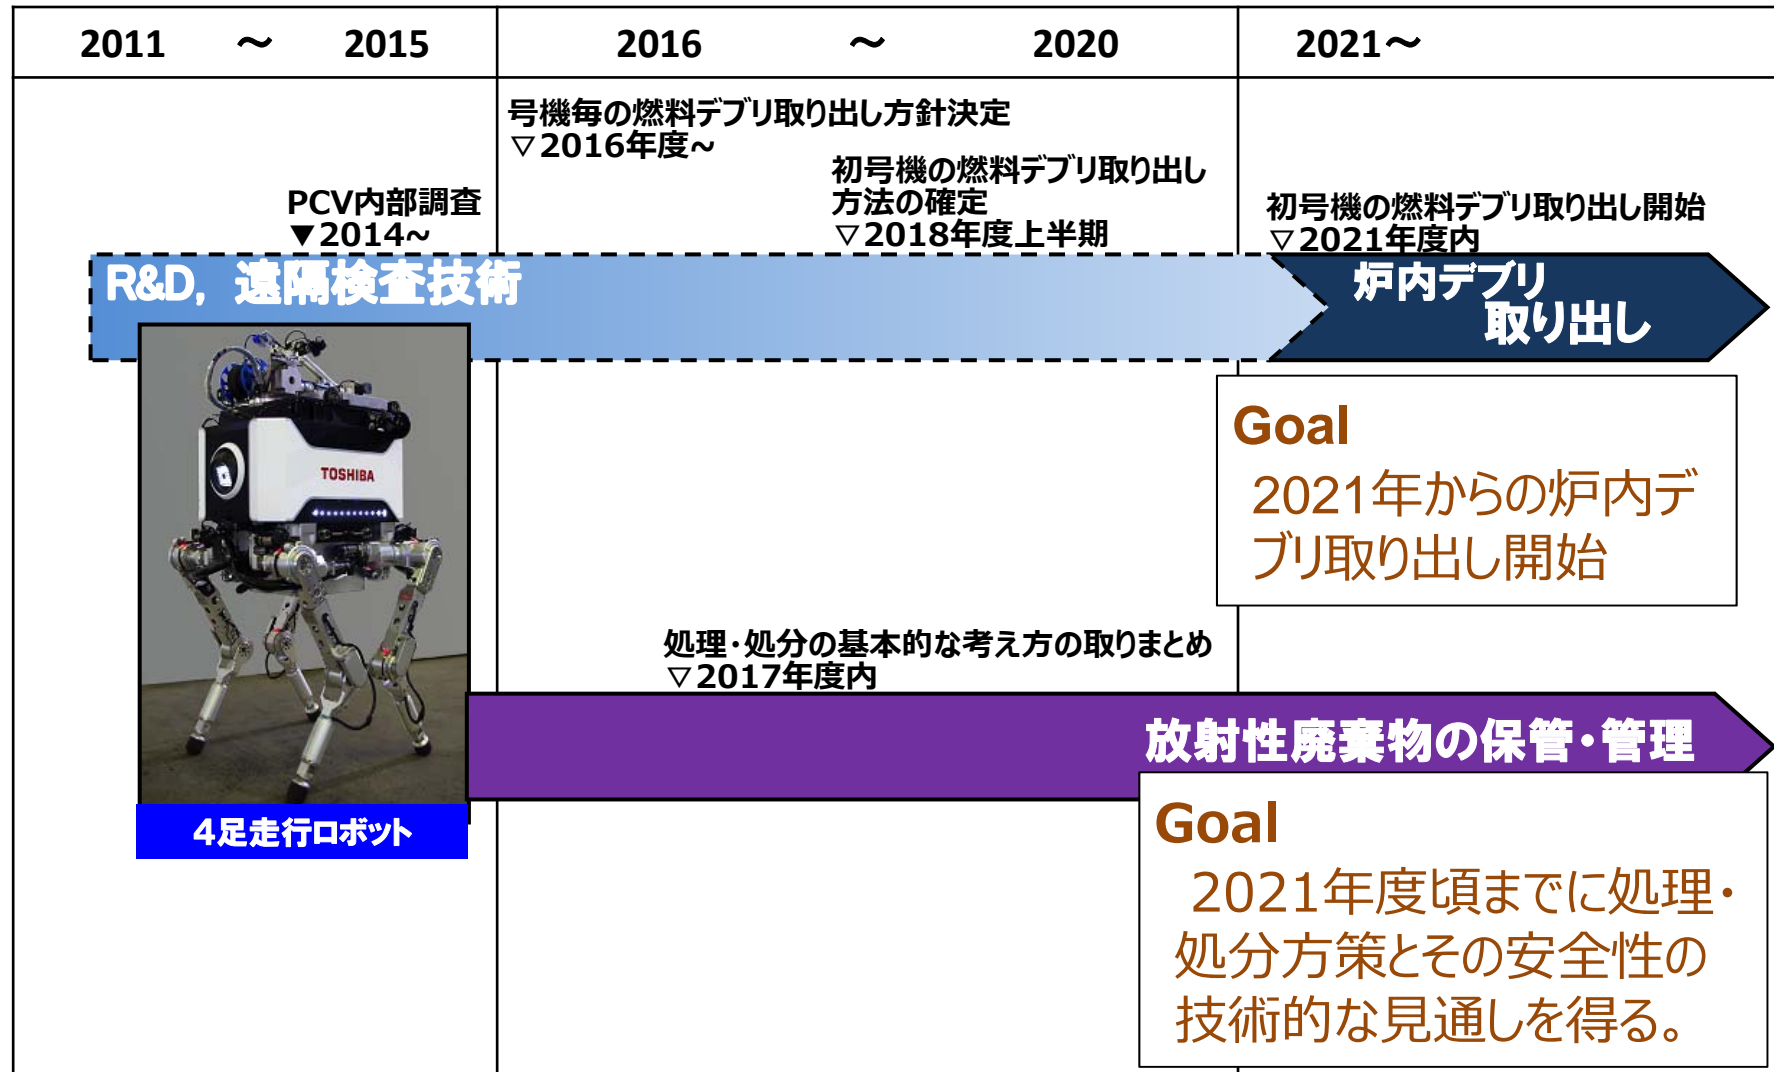 2011 ～ 2015
2016 ～ 2020
2021～
号機毎の燃料デブリ取り出し方針決定
▽2016年度~
初号機の燃料デブリ取り出し
方法の確定
▽2018年度上半期
PCV内部調査
▼2014~
初号機の燃料デブリ取り出し開始
▽2021年度内
R&D, 遠隔検査技術
炉内デブリ
取り出し
TOSHIBA
4足走行ロボット
Goal
2021年からの炉内デ
ブリ取り出し開始
処理・処分の基本的な考え方の取りまとめ
▽2017年度内
放射性廃棄物の保管・管理
Goal
2021年度頃までに処理・
処分方策とその安全性の
技術的な見通しを得る。